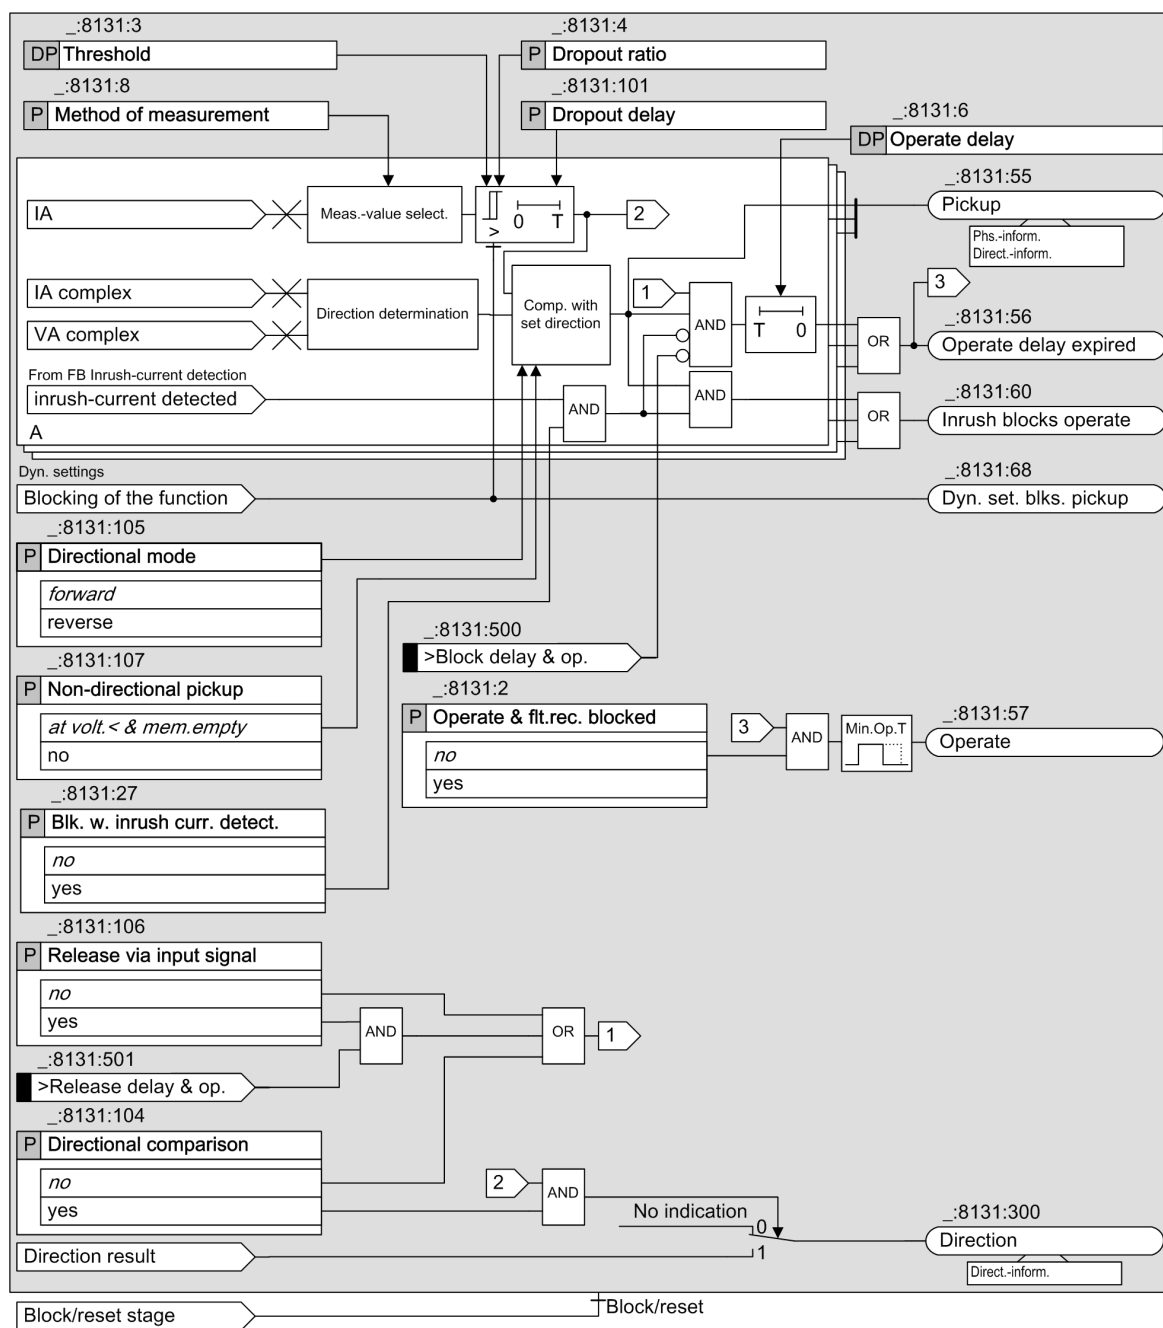 _:8131:3
DP Threshold
_:8131:4
P Dropout ratio
_:8131:8
P Method of measurement
_:8131:101
P Dropout delay
_:8131:6
DP Operate delay
_:8131:55
Pickup
Phs.-inform.
Direct.-inform.
IA
Meas.-value select.
>
0 T
2
IA complex
VA complex
Direction determination
Comp. with
set direction
1
AND
T 0
OR
3
_:8131:56
Operate delay expired
From FB Inrush-current detection
inrush-current detected
AND
AND
OR
_:8131:60
Inrush blocks operate
A
Dyn. settings
Blocking of the function
_:8131:68
Dyn. set. blks. pickup
_:8131:105
P Directional mode
forward
reverse
_:8131:107
P Non-directional pickup
at volt.< & mem.empty
no
_:8131:500
>Block delay & op.
_:8131:2
P Operate & flt.rec. blocked
no
yes
3
AND
Min.Op.T
_:8131:57
Operate
_:8131:27
P Blk. w. inrush curr. detect.
no
yes
_:8131:106
P Release via input signal
no
yes
AND
OR
1
_:8131:501
>Release delay & op.
_:8131:104
P Directional comparison
no
yes
2
AND
No indication
0
1
_:8131:300
Direction
Direct.-inform.
Direction result
Block/reset stage
Block/reset